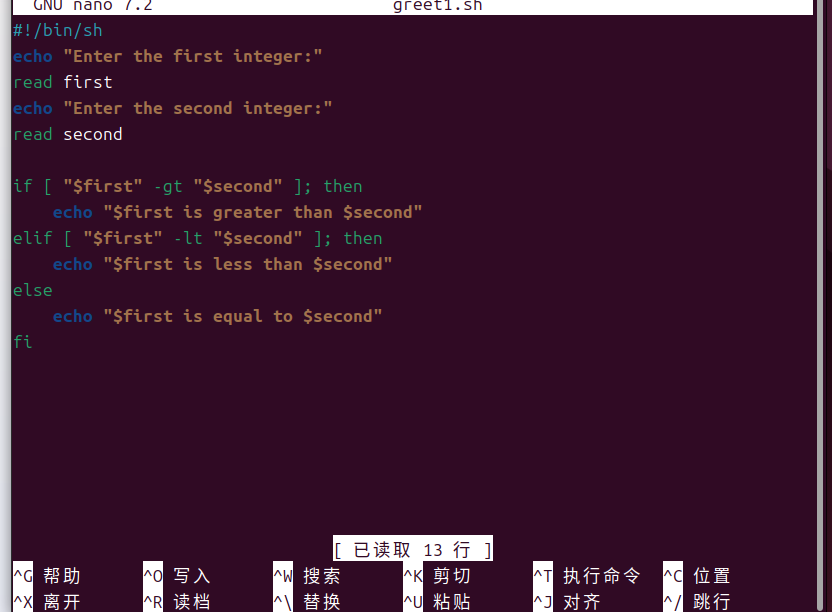 GNU nano 7.2 greet1.sh
#!/bin/sh
echo "Enter the first integer:"
read first
echo "Enter the second integer:"
read second
if [ "$first" -gt "$second" ]; then
    echo "$first is greater than $second"
elif [ "$first" -lt "$second" ]; then
    echo "$first is less than $second"
else
    echo "$first is equal to $second"
fi
[ 已读取 13 行 ]
^G 帮助 ^O 写入 ^W 搜索 ^K 剪切 ^T 执行命令 ^C 位置
^X 离开 ^R 读档 ^\ 替换 ^U 粘贴 ^J 对齐 ^/ 跳行